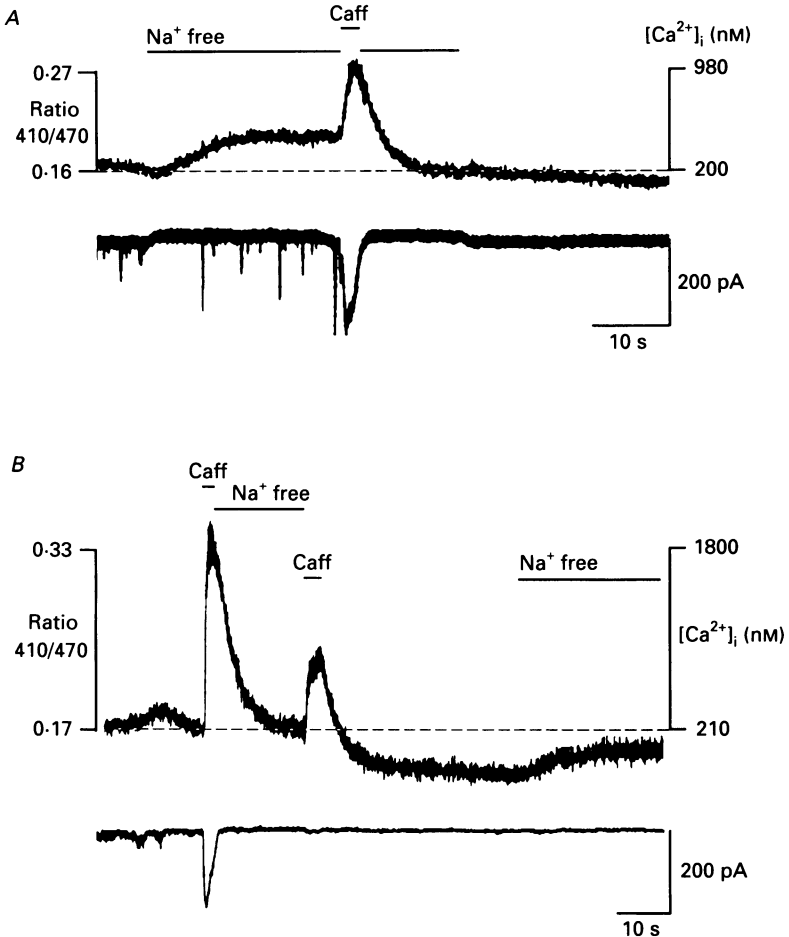 A
Caff
Na⁺ free
[Ca²⁺]ᵢ (nM)
0·27
980
Ratio
410/470
0·16
200
200 pA
10 s
B
Caff
Na⁺ free
Caff
Na⁺ free
0·33
1800
Ratio
410/470
[Ca²⁺]ᵢ (nM)
0·17
210
200 pA
10 s